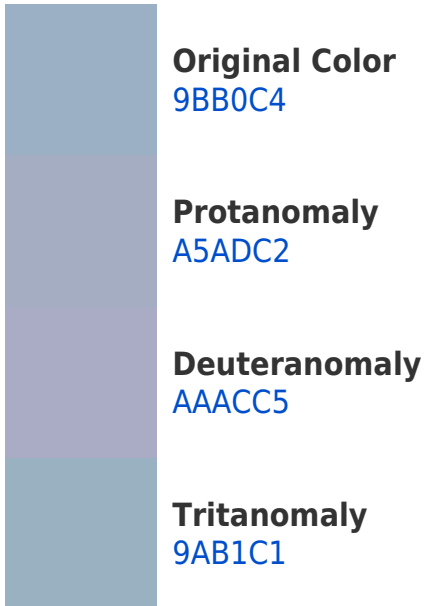 Original Color
9BB0C4
Protanomaly
A5ADC2
Deuteranomaly
AAACC5
Tritanomaly
9AB1C1